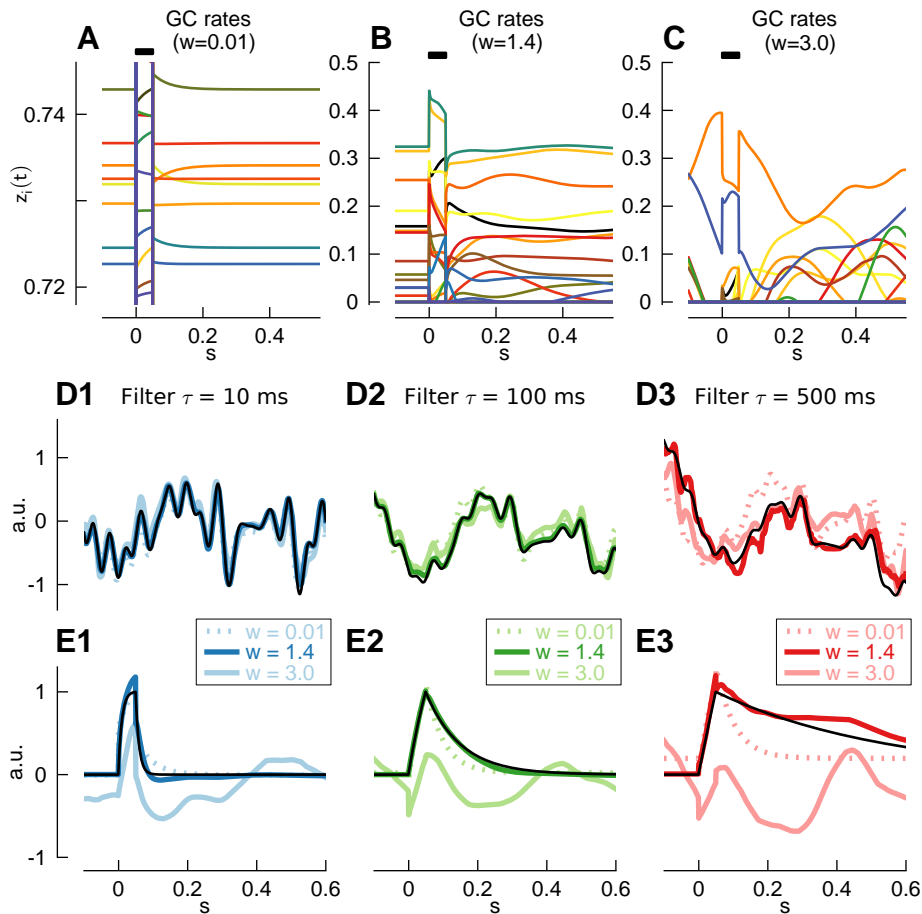 A
GC rates
(w=0.01)
B
GC rates
(w=1.4)
C
GC rates
(w=3.0)
0.74
0.72
z_i(t)
0 0.2 0.4
s
0.5
0.4
0.3
0.2
0.1
0
0 0.2 0.4
s
0.5
0.4
0.3
0.2
0.1
0
0 0.2 0.4
s
D1 Filter τ = 10 ms
D2 Filter τ = 100 ms
D3 Filter τ = 500 ms
a.u.
1
0
-1
E1
w = 0.01
w = 1.4
w = 3.0
E2
w = 0.01
w = 1.4
w = 3.0
E3
w = 0.01
w = 1.4
w = 3.0
a.u.
1
0
-1
0 0.2 0.4 0.6
s
0 0.2 0.4 0.6
s
0 0.2 0.4 0.6
s